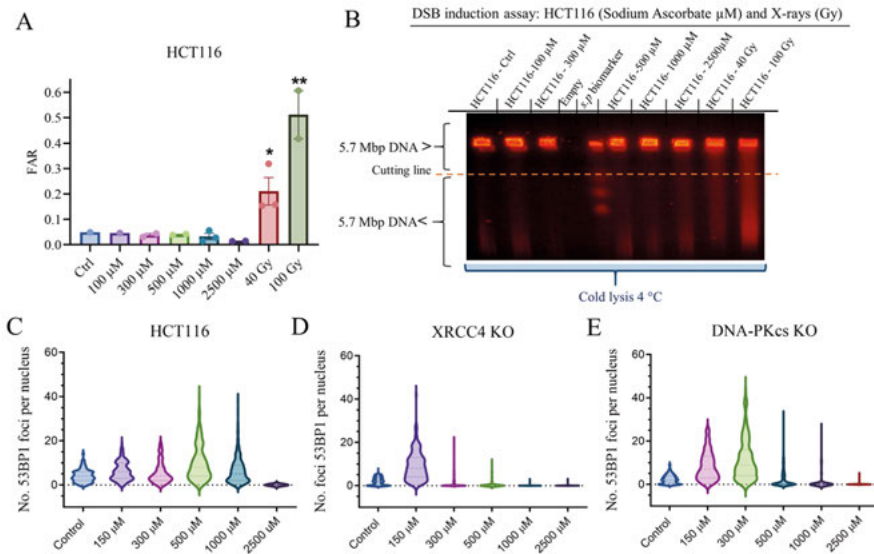 A
HCT116
FAR
0.6
0.5
0.4
0.3
0.2
0.1
0.0
*
**
Ctrl
100 µM
300 µM
500 µM
1000 µM
2500 µM
40 Gy
100 Gy
B
DSB induction assay: HCT116 (Sodium Ascorbate µM) and X-rays (Gy)
HCT116 - Ctrl
HCT116-100 µM
HCT116 - 300 µM
Empty
s.p biomarker
HCT116 -500 µM
HCT116 - 1000 µM
HCT116 - 2500µM
HCT116 - 40 Gy
HCT116 - 100 Gy
5.7 Mbp DNA >
Cutting line
5.7 Mbp DNA<
Cold lysis 4 °C
C
HCT116
No. 53BP1 foci per nucleus
60
40
20
0
Control
150 µM
300 µM
500 µM
1000 µM
2500 uM
D
XRCC4 KO
No. foci 53BP1 per nucleus
60
40
20
0
Control
150 µM
300 µM
500 µM
1000 µM
2500 µM
E
DNA-PKcs KO
No. 53BP1 foci per nucleus
60
40
20
0
Control
150 µM
300 µM
500 µM
1000 µM
2500 µM